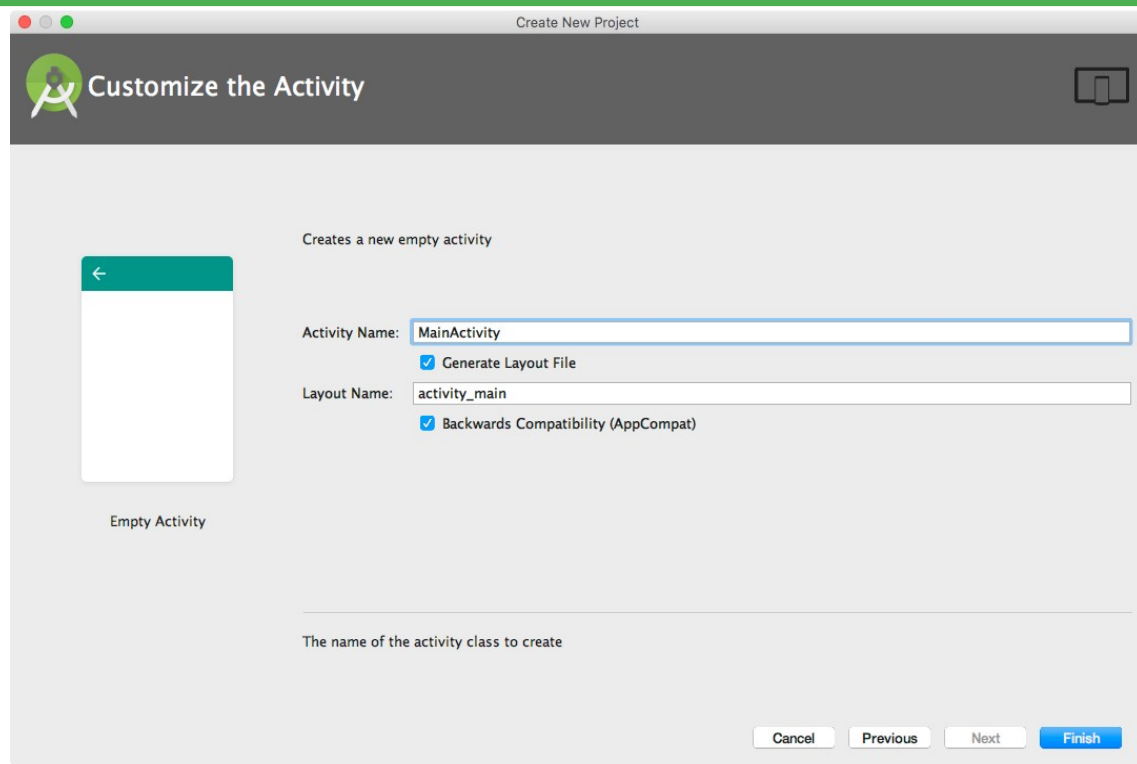 Create New Project
Customize the Activity
Creates a new empty activity
Activity Name: MainActivity
Generate Layout File
Layout Name: activity_main
Backwards Compatibility (AppCompat)
Empty Activity
The name of the activity class to create
Cancel Previous Next Finish